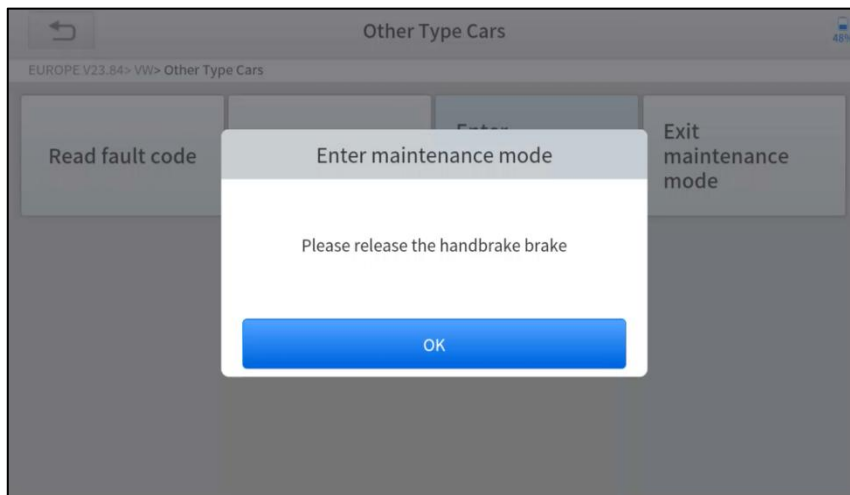 Other Type Cars
48%
EUROPE V23.84> VW> Other Type Cars
Read fault code
Exit
maintenance
mode
Enter maintenance mode
Please release the handbrake brake
OK